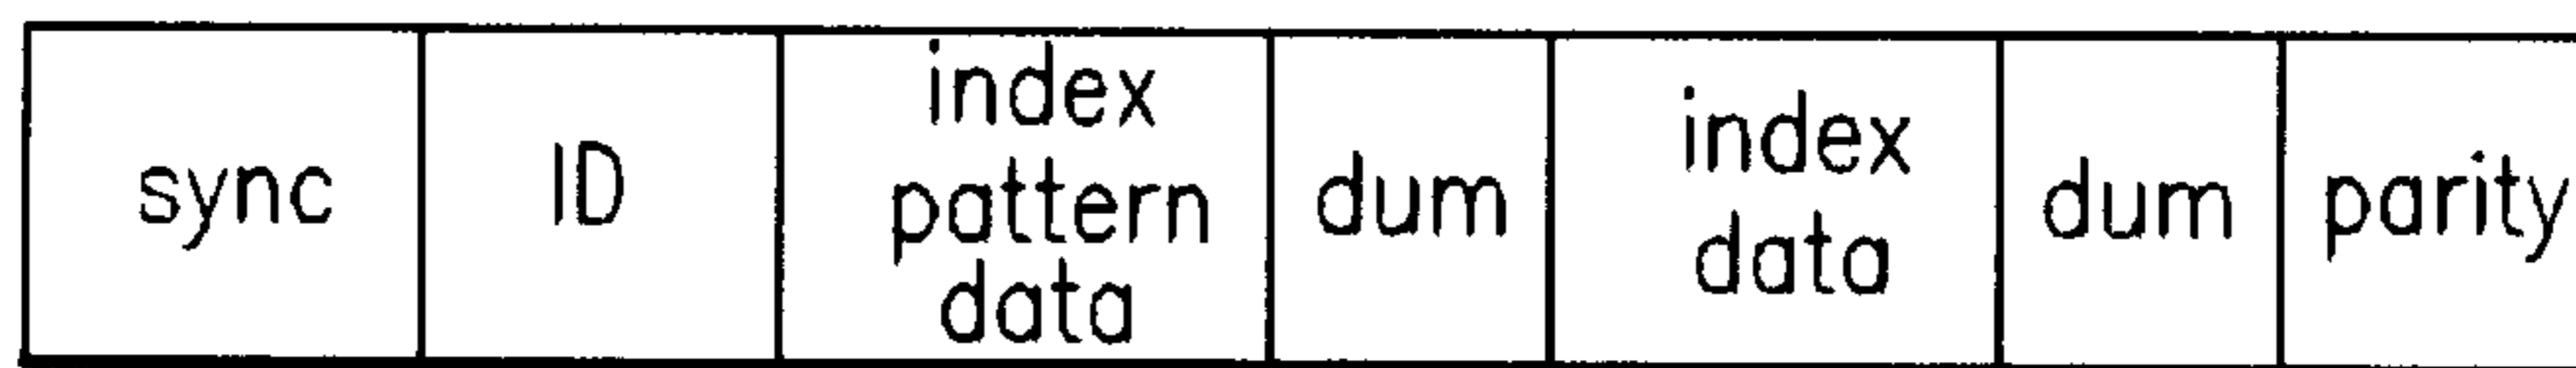 sync
ID
index
pattern
data
dum
index
data
dum
parity